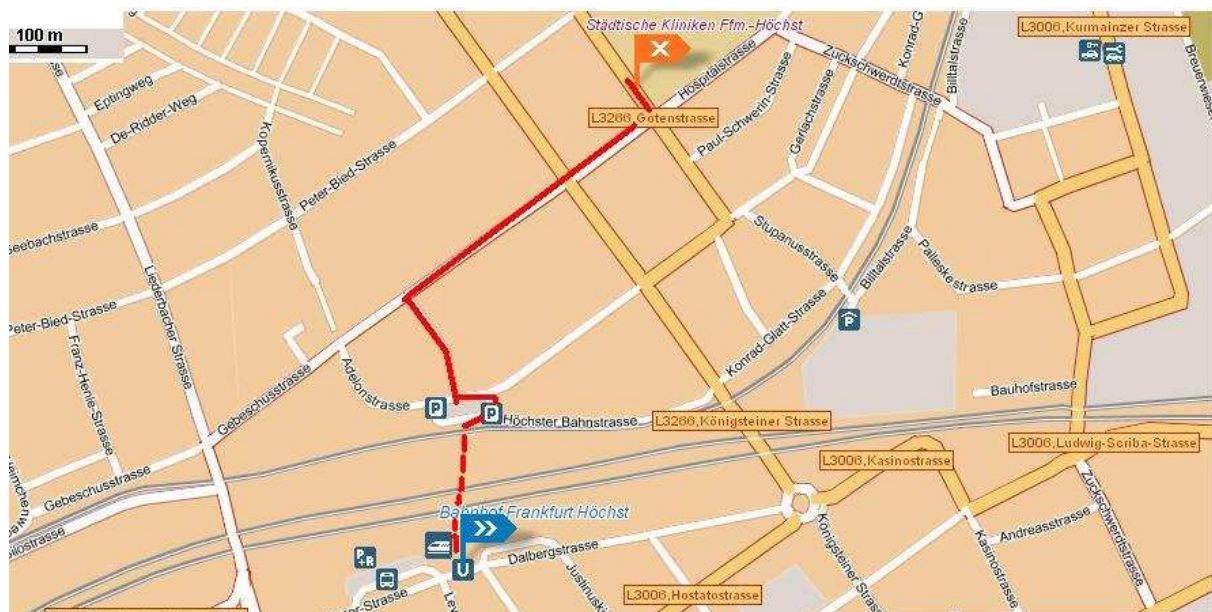 100 m
Städtische Kliniken Ffm.-Höchst
L3006,Kurmainzer Strasse
Eptingweg
De-Ridder-Weg
Kopernikusstrasse
Peter-Bied-Strasse
Hospitalstrasse
Zuckschwerdtstrasse
Billtalstrasse
L3266,Gotenstrasse
Paul-Schwerin-Strasse
Gerlachstrasse
Seebachstrasse
Liederbacher Strasse
Stupanusstrasse
Billtalstrasse
Palleskestrasse
Peter-Bied-Strasse
Franz-Henle-Strasse
P
Konrad-Glatt-Strasse
Gebeschusstrasse
Adelonstrasse
P
P
Höchster Bahnstrasse
L3266,Königsteiner Strasse
Bauhofstrasse
L3006,Ludwig-Scriba-Strasse
L3006,Kasinostrasse
Gebeschusstrasse
Bahnhof Frankfurt Höchst
Zuckschwerdtstrasse
Andreasstrasse
Kasinostrasse
Königsteiner Strasse
Dalbergstrasse
P+R
U
L3006,Hostatostrasse